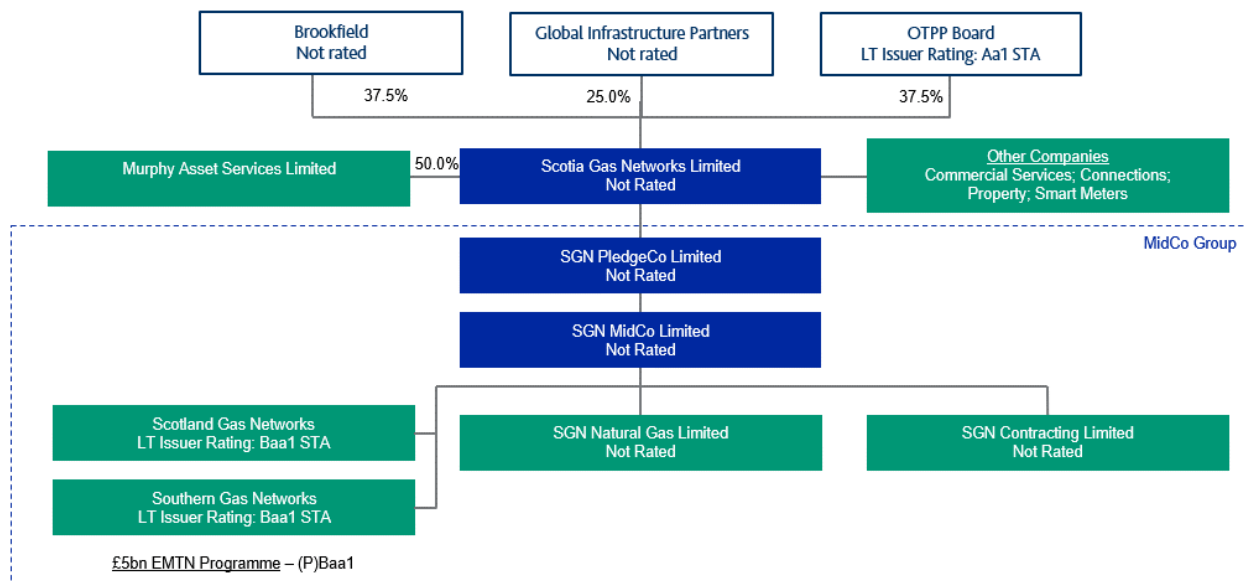 Brookfield
Not rated
Global Infrastructure Partners
Not rated
OTPP Board
LT Issuer Rating: Aa1 STA
37.5%
25.0%
37.5%
Murphy Asset Services Limited
50.0%
Scotia Gas Networks Limited
Not Rated
Other Companies
Commercial Services; Connections;
Property; Smart Meters
MidCo Group
SGN PledgeCo Limited
Not Rated
SGN MidCo Limited
Not Rated
Scotland Gas Networks
LT Issuer Rating: Baa1 STA
SGN Natural Gas Limited
Not Rated
SGN Contracting Limited
Not Rated
Southern Gas Networks
LT Issuer Rating: Baa1 STA
£5bn EMTN Programme – (P)Baa1